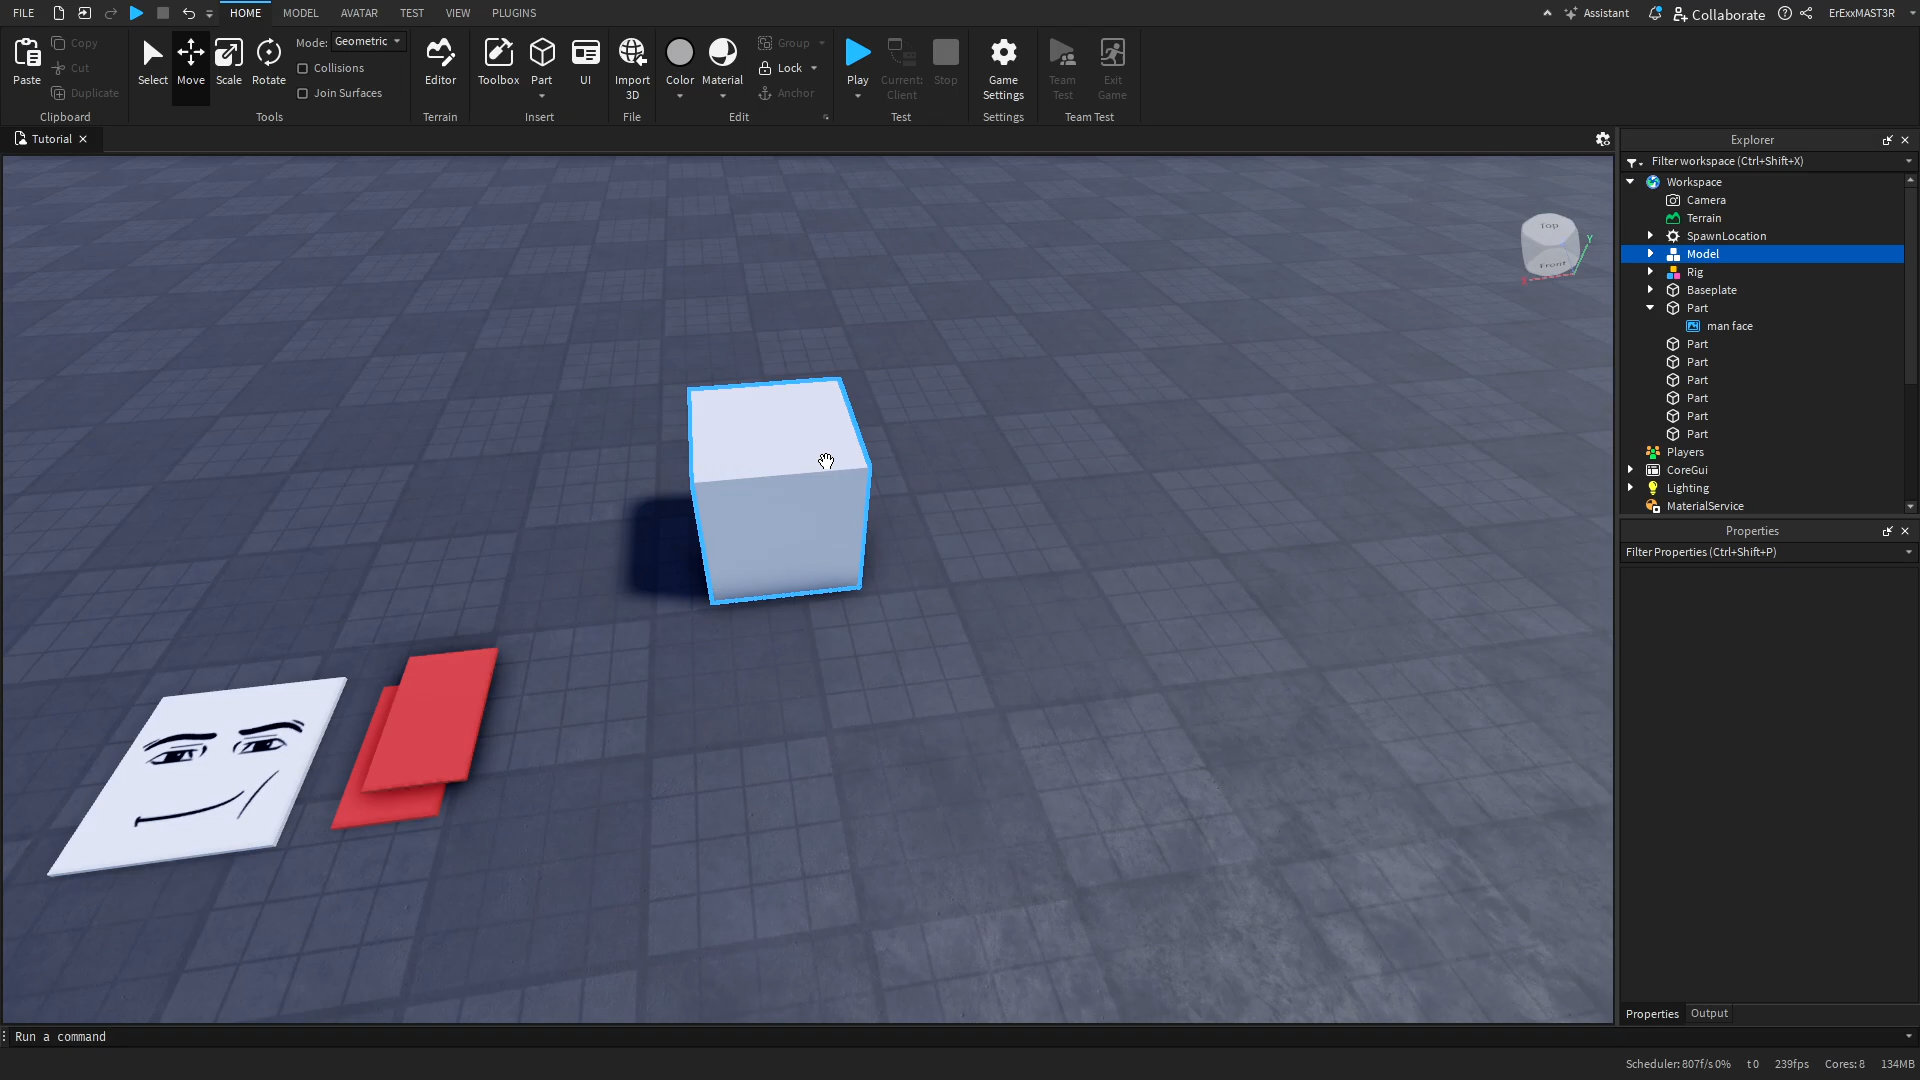 FILE HOME MODEL AVATAR TEST VIEW PLUGINS Assistant Collaborate ErExxMAST3R
Paste Copy Cut Duplicate
Select Move Scale Rotate
Mode: Geometric
Collisions
Join Surfaces
Editor
Toolbox Part UI
Import 3D
Color Material
Group
Lock
Anchor
Play Current: Client Stop
Game Settings
Team Test Exit Game
Clipboard Tools Terrain Insert File Edit Test Settings Team Test
Tutorial
Top
Front
Y
X
Explorer
Filter workspace (Ctrl+Shift+X)
Workspace
Camera
Terrain
SpawnLocation
Model
Rig
Baseplate
Part
man face
Part
Part
Part
Part
Part
Part
Players
CoreGui
Lighting
MaterialService
Properties
Filter Properties (Ctrl+Shift+P)
Properties Output
Run a command
Scheduler: 807f/s 0% t 0 239fps Cores: 8 134MB